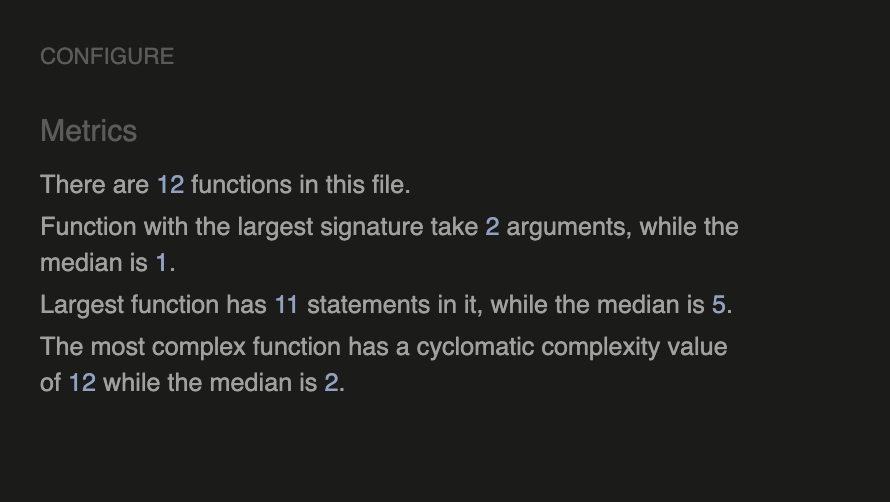 CONFIGURE
Metrics
There are 12 functions in this file.
Function with the largest signature take 2 arguments, while the
median is 1.
Largest function has 11 statements in it, while the median is 5.
The most complex function has a cyclomatic complexity value
of 12 while the median is 2.